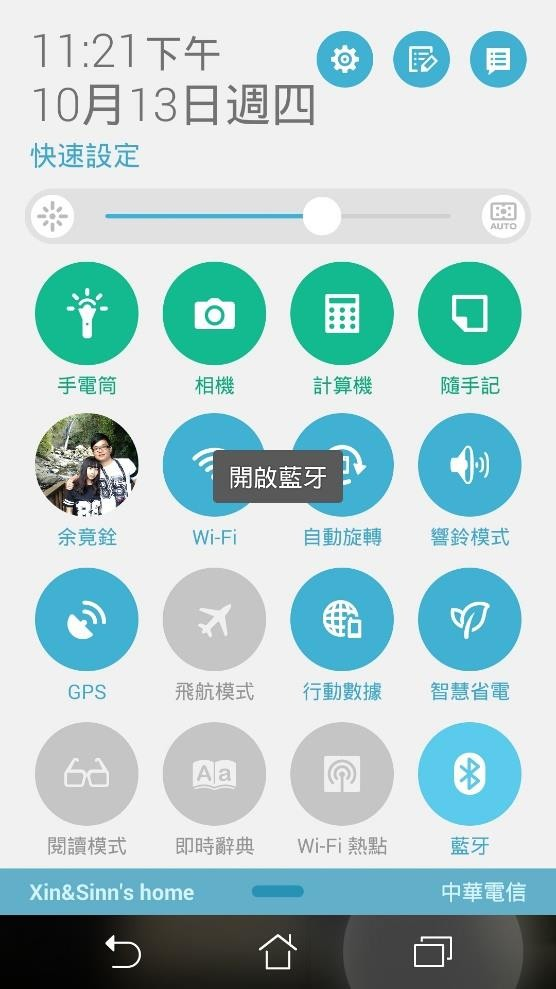 11:21下午
10月13日週四
快速設定
AUTO
手電筒
相機
計算機
隨手記
開啟藍牙
余竟銓
Wi-Fi
自動旋轉
響鈴模式
GPS
飛航模式
行動數據
智慧省電
Aa
閱讀模式
即時辭典
Wi-Fi 熱點
藍牙
Xin&Sinn's home
中華電信